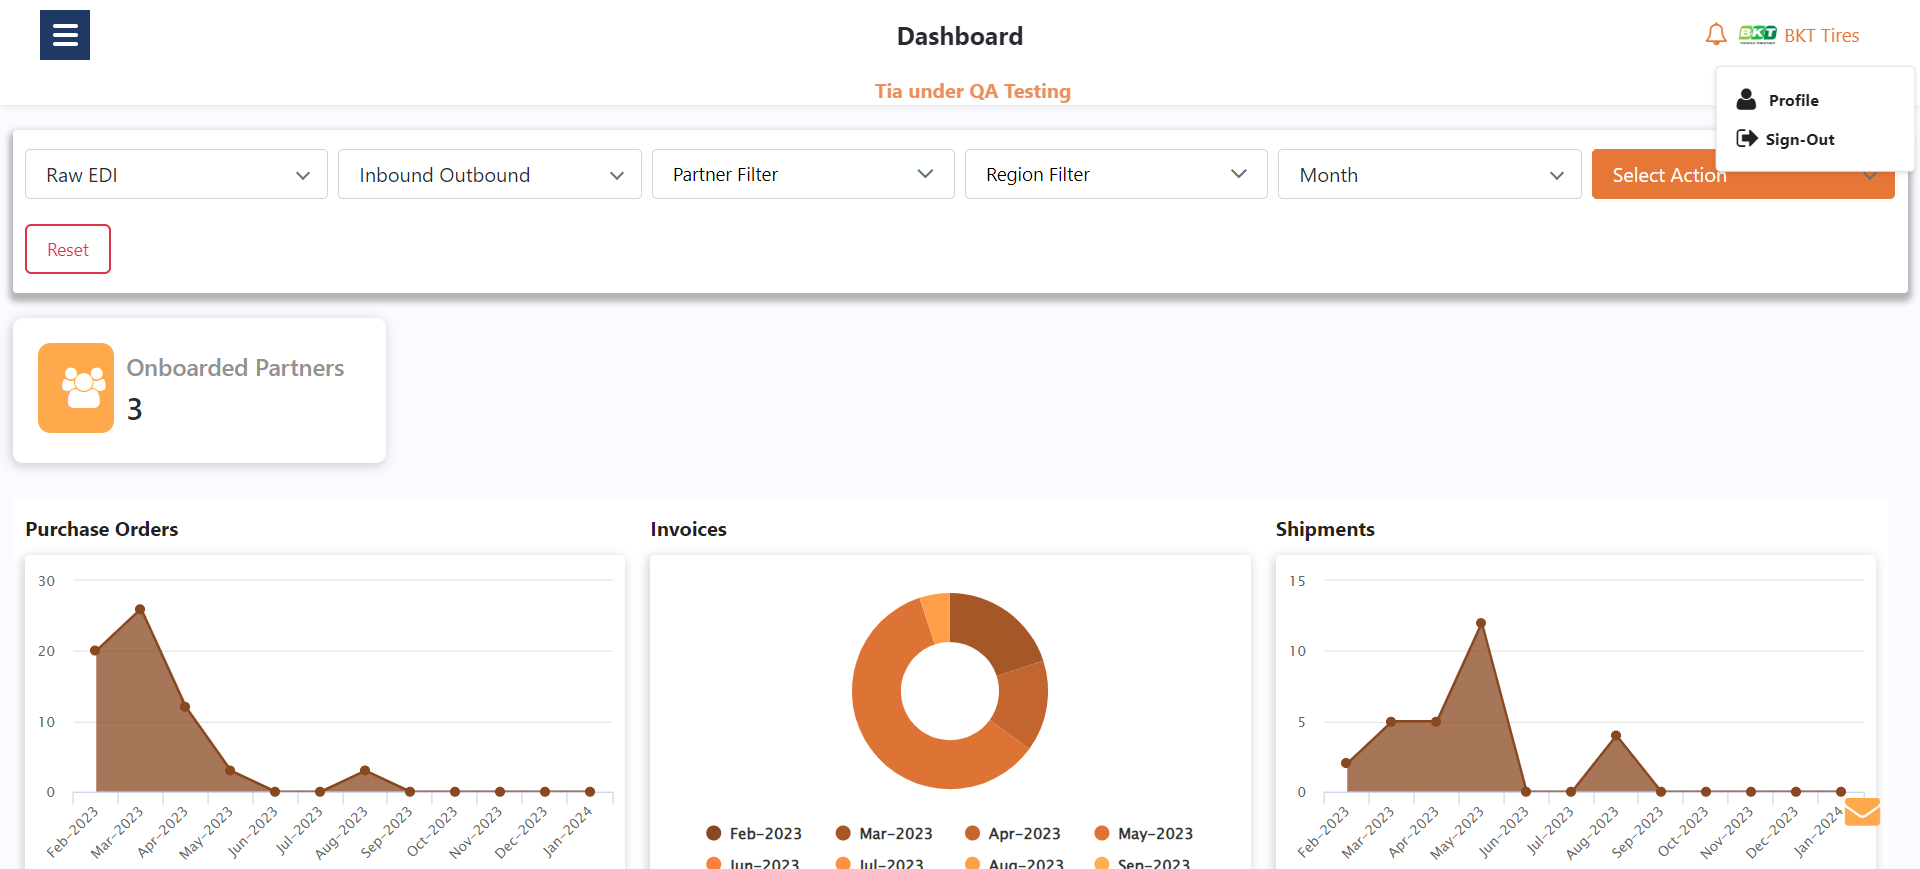 Dashboard
BKT
BKT Tires
Tia under QA Testing
Profile
Sign-Out
Raw EDI
Inbound Outbound
Partner Filter
Region Filter
Month
Select Action
Reset
Onboarded Partners
3
Purchase Orders
30
20
10
0
Feb-2023
Mar-2023
Apr-2023
May-2023
Jun-2023
Jul-2023
Aug-2023
Sep-2023
Oct-2023
Nov-2023
Dec-2023
Jan-2024
Invoices
Feb-2023
Mar-2023
Apr-2023
May-2023
Jun-2023
Jul-2023
Aug-2023
Sep-2023
Shipments
15
10
5
0
Feb-2023
Mar-2023
Apr-2023
May-2023
Jun-2023
Jul-2023
Aug-2023
Sep-2023
Oct-2023
Nov-2023
Dec-2023
Jan-2024